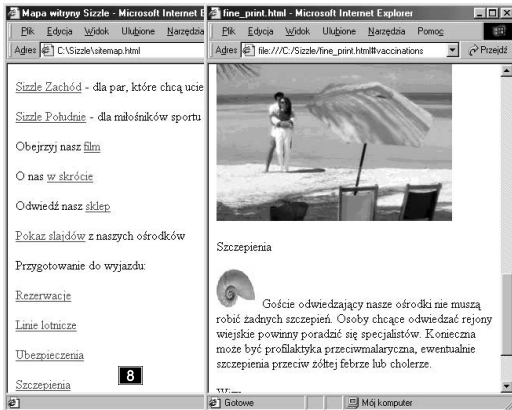 Mapa witryny Sizzle - Microsoft Internet E
Plik Edycja Widok Ulubione Narzędzia
Adres C:\Sizzle\sitemap.html
Sizzle Zachód - dla par, które chcą ucie
Sizzle Południe - dla miłośników sportu
Obejrzyj nasz film
O nas w skrócie
Odwiedź nasz sklep
Pokaz slajdów z naszych ośrodków
Przygotowanie do wyjazdu:
Rezerwacje
Linie lotnicze
Ubezpieczenia
Szczepienia
8
fine_print.html - Microsoft Internet Explorer
Plik Edycja Widok Ulubione Narzędzia Pomoc
Adres file:///C:/Sizzle/fine_print.html#vaccinations Przejdź
Szczepienia
Goście odwiedzający nasze ośrodki nie muszą
robić żadnych szczepień. Osoby chcące odwiedzać rejony
wiejskie powinny poradzić się specjalistów. Konieczna
może być profilaktyka przeciwmalaryczna, ewentualnie
szczepienia przeciw żółtej febrze lub cholerze.
Gotowe Mój komputer